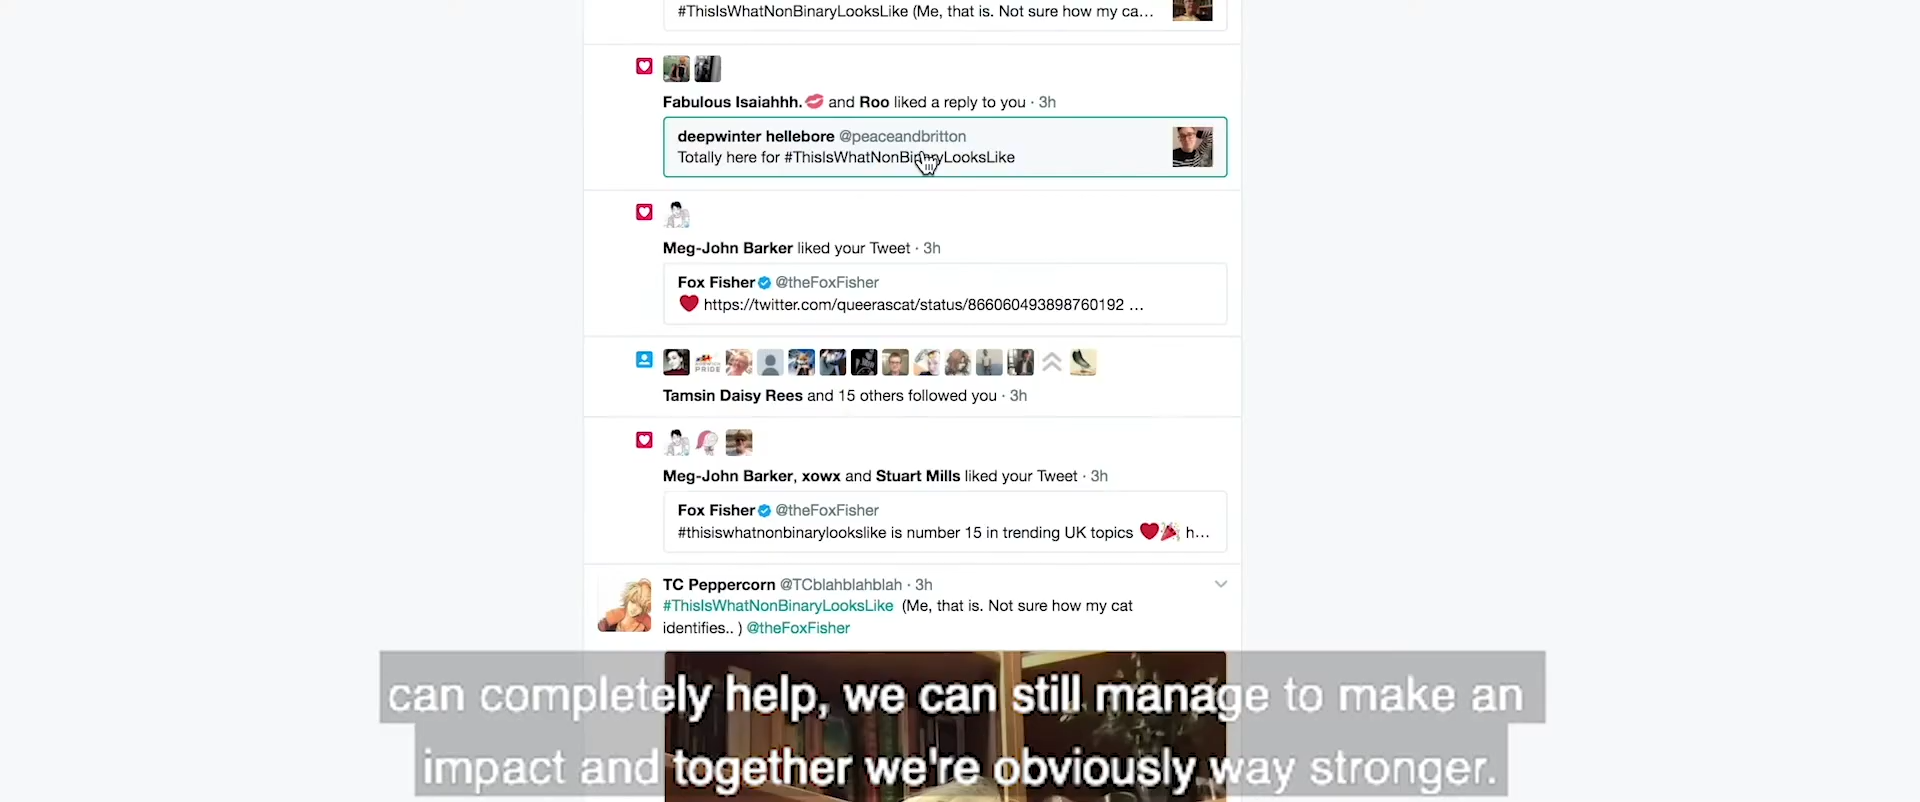 #ThisIsWhatNonBinaryLooksLike (Me, that is. Not sure how my ca...
Fabulous Isaiahhh.💋 and Roo liked a reply to you · 3h
deepwinter hellebore @peaceandbritton
Totally here for #ThisIsWhatNonBinaryLooksLike
Meg-John Barker liked your Tweet · 3h
Fox Fisher @theFoxFisher
❤ https://twitter.com/queerascat/status/866060493898760192 ...
PRIDE
Tamsin Daisy Rees and 15 others followed you · 3h
Meg-John Barker, xowx and Stuart Mills liked your Tweet · 3h
Fox Fisher @theFoxFisher
#thisiswhatnonbinarylookslike is number 15 in trending UK topics ❤🎉 h...
TC Peppercorn @TCblahblahblah · 3h
#ThisIsWhatNonBinaryLooksLike (Me, that is. Not sure how my cat
identifies.. ) @theFoxFisher
can completely help, we can still manage to make an
impact and together we're obviously way stronger.